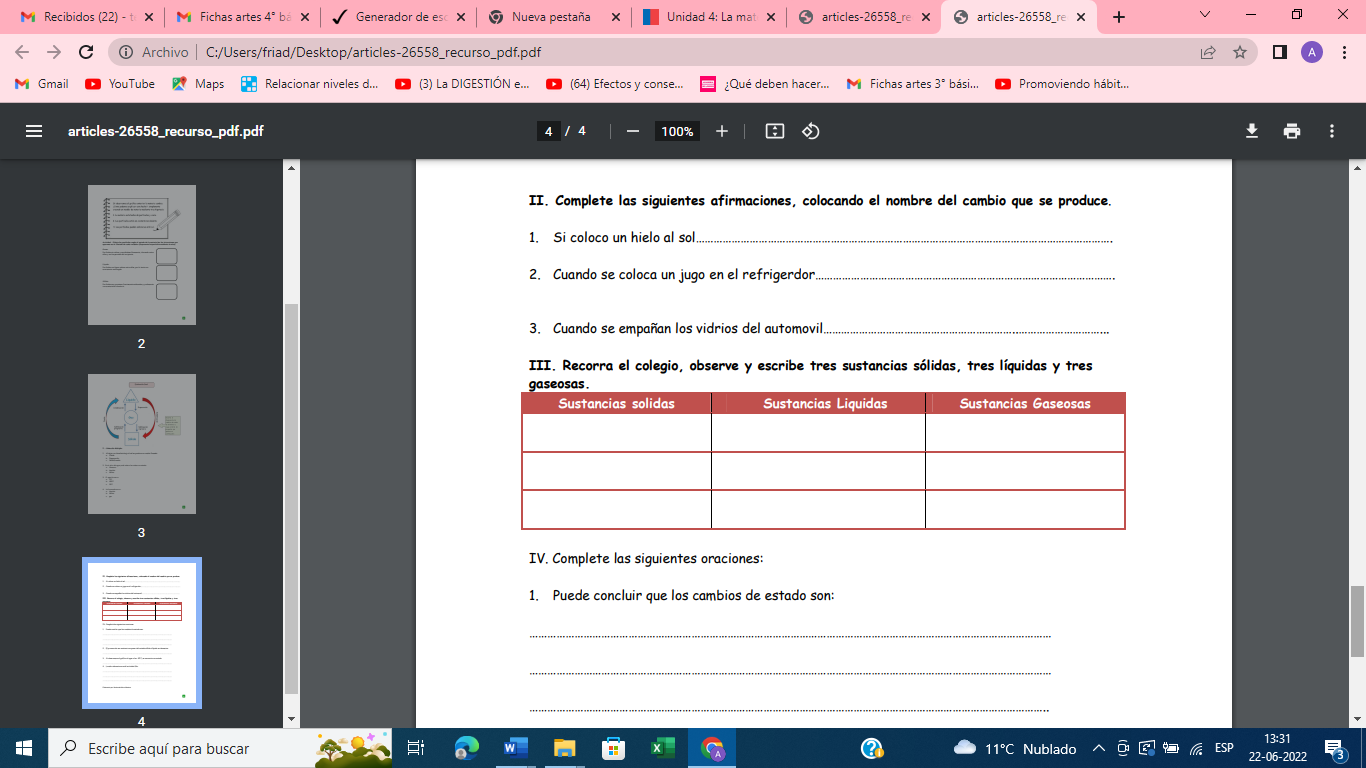 Recibidos (22) - t
Fichas artes 4° bá
Generador de esc
Nueva pestaña
Unidad 4: La mat
articles-26558_re
articles-26558_re
Archivo
C:/Users/friad/Desktop/articles-26558_recurso_pdf.pdf
A
Gmail
YouTube
Maps
Relacionar niveles d...
(3) La DIGESTIÓN e...
(64) Efectos y conse...
¿Qué deben hacer...
Fichas artes 3° bási...
Promoviendo hábit...
articles-26558_recurso_pdf.pdf
4 / 4
100%
2
3
4
II. Complete las siguientes afirmaciones, colocando el nombre del cambio que se produce.
1. Si coloco un hielo al sol………………………………………………………………………………………………………………………….
2. Cuando se coloca un jugo en el refrigerdor……………………………………………………………………………………….
3. Cuando se empañan los vidrios del automovil……………………………………………………….…………………………..
III. Recorra el colegio, observe y escribe tres sustancias sólidas, tres líquidas y tres
gaseosas.
Sustancias solidas Sustancias Liquidas Sustancias Gaseosas
IV. Complete las siguientes oraciones:
1. Puede concluir que los cambios de estado son:
…………………………………………………………………………………………………………………………………………………………
…………………………………………………………………………………………………………………………………………………………
………………………………………………………………………………………………………………………………………………………..
Escribe aquí para buscar
11°C Nublado
ESP
13:31
22-06-2022
3